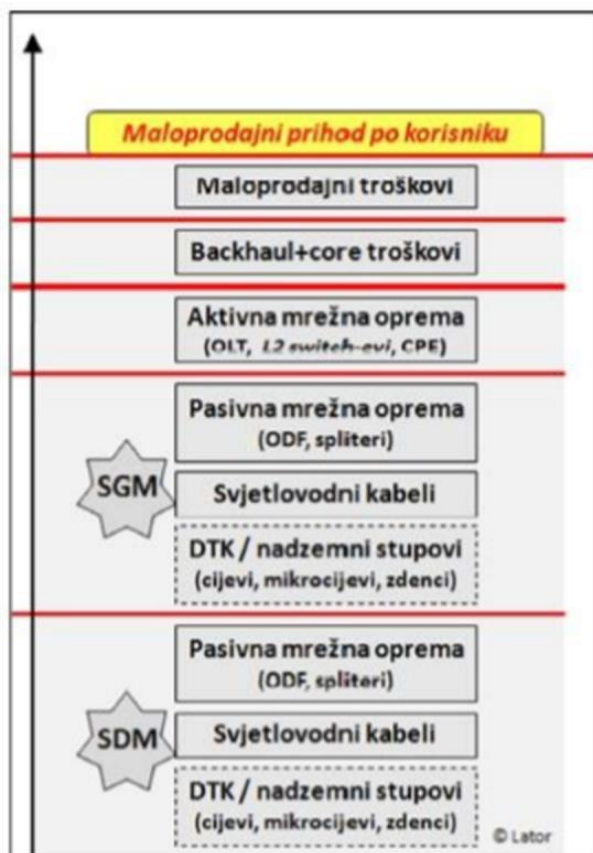 Maloprodajni prihod po korisniku
Maloprodajni troškovi
Backhaul+core troškovi
Aktivna mrežna oprema
(OLT, L2 switch-evi, CPE)
Pasivna mrežna oprema
(ODF, spliteri)
SGM
Svjetlovodni kabeli
DTK / nadzemni stupovi
(cijevi, mikrocijevi, zdenci)
Pasivna mrežna oprema
(ODF, spliteri)
SDM
Svjetlovodni kabeli
DTK / nadzemni stupovi
(cijevi, mikrocijevi, zdenci)
© Lator